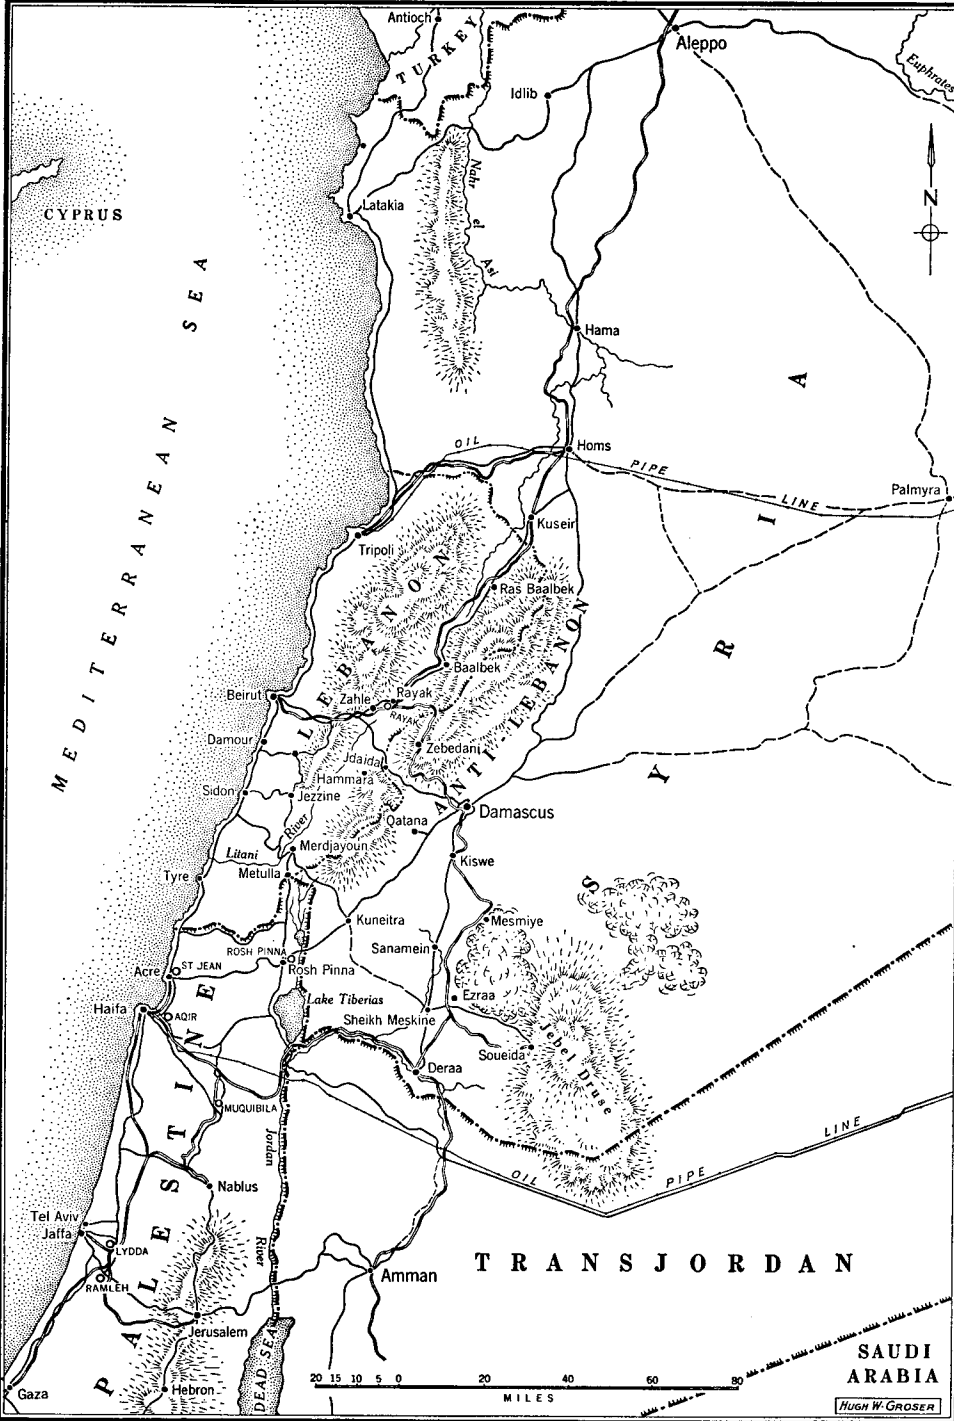 Antioch
TURKEY
Aleppo
Euphrates
Idlib
N
CYPRUS
Latakia
Nahr el Asi
MEDITERRANEAN SEA
Hama
SYRIA
OIL PIPE LINE
Homs
Palmyra
Kuseir
Tripoli
LEBANON
Ras Baalbek
ANTI-LEBANON
Baalbek
Beirut
Zahle
Rayak
RAYAK
Damour
Zebedani
Jdaida
Hammara
Sidon
Jezzine
Damascus
Qatana
Litani River
Merdjayoun
Kiswe
Tyre
Metulla
Kuneitra
Mesmiye
Sanamein
ROSH PINNA
Rosh Pinna
Acre
ST JEAN
Ezraa
Lake Tiberias
Haifa
AQIR
Sheikh Meskine
Jebel Druse
Soueida
Deraa
PALESTINE
MUQUIBILA
Jordan River
OIL PIPE LINE
Nablus
Tel Aviv
Jaffa
LYDDA
TRANSJORDAN
RAMLEH
Amman
Jerusalem
DEAD SEA
SAUDI
ARABIA
Gaza
Hebron
20 15 10 5 0 20 40 60 80
MILES
HUGH W. GROSER